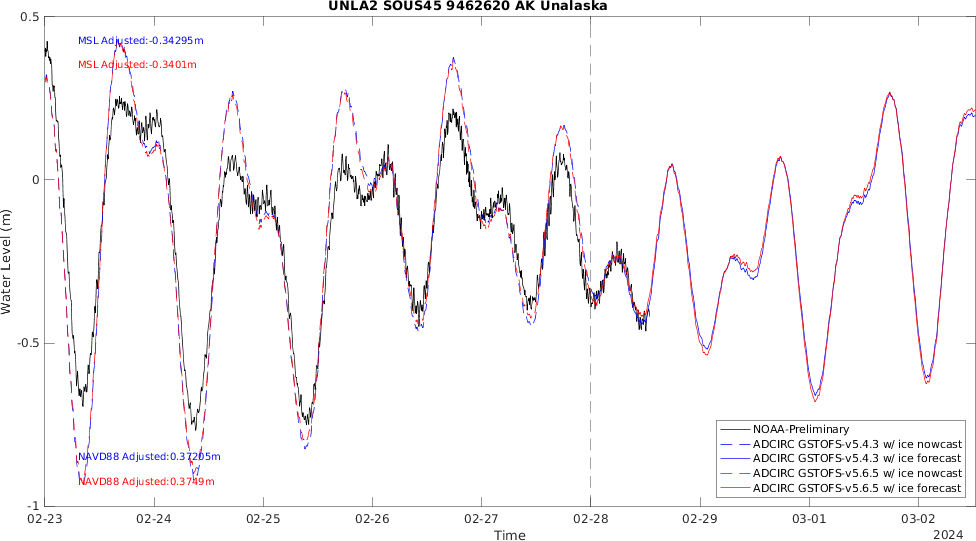 UNLA2 SOUS45 9462620 AK Unalaska
0.5
MSL Adjusted:-0.34295m
MSL Adjusted:-0.3401m
0
Water Level (m)
-0.5
NAVD88 Adjusted:0.37205m
NAVD88 Adjusted:0.3749m
-1
NOAA-Preliminary
ADCIRC GSTOFS-v5.4.3 w/ ice nowcast
ADCIRC GSTOFS-v5.4.3 w/ ice forecast
ADCIRC GSTOFS-v5.6.5 w/ ice nowcast
ADCIRC GSTOFS-v5.6.5 w/ ice forecast
02-23 02-24 02-25 02-26 02-27 02-28 02-29 03-01 03-02
Time
2024